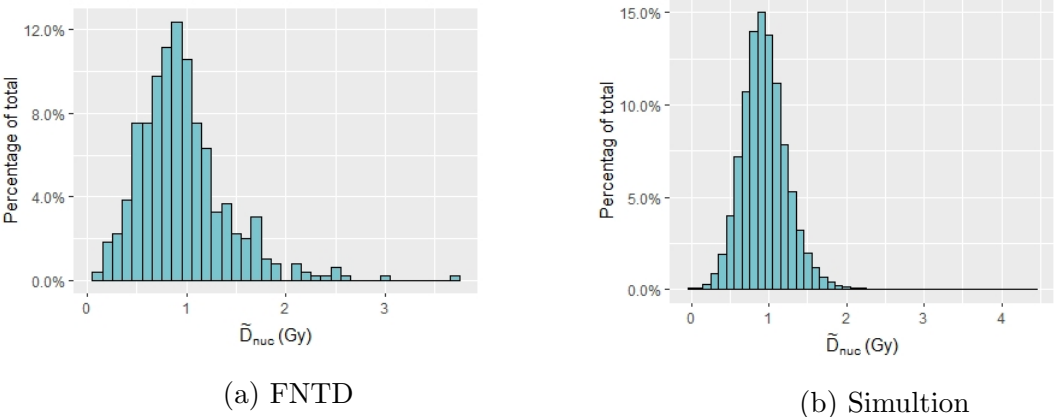 Percentage of total
12.0%
8.0%
4.0%
0.0%
0
1
2
3
D̃nuc (Gy)
(a) FNTD
Percentag of total
15.0%
10.0%
5.0%
0.0%
0
1
2
3
4
D̃nuc (Gy)
(b) Simultion